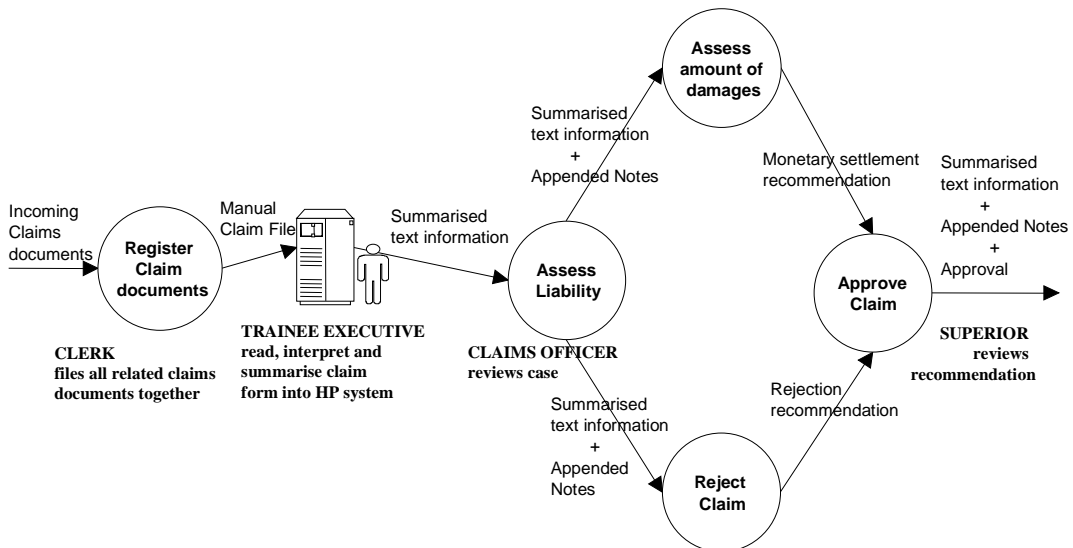 Incoming
Claims
documents
Register
Claim
documents
CLERK
files all related claims
documents together
Manual
Claim File
TRAINEE EXECUTIVE
read, interpret and
summarise claim
form into HP system
Summarised
text information
Assess
Liability
CLAIMS OFFICER
reviews case
Summarised
text information
+
Appended Notes
Assess
amount of
damages
Monetary settlement
recommendation
Summarised
text information
+
Appended
Notes
Reject
Claim
Rejection
recommendation
Approve
Claim
Summarised
text information
+
Appended Notes
+
Approval
SUPERIOR
reviews
recommendation